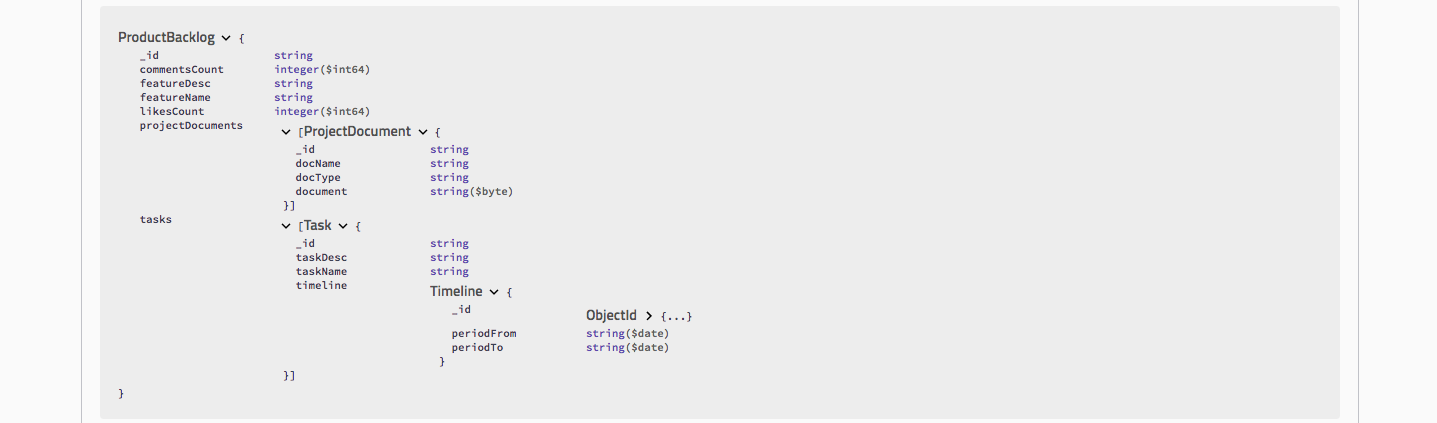 ProductBacklog {
_id string
commentsCount integer($int64)
featureDesc string
featureName string
likesCount integer($int64)
projectDocuments
[ProjectDocument {
_id string
docName string
docType string
document string($byte)
}]
tasks
[Task {
_id string
taskDesc string
taskName string
timeline
Timeline {
_id
ObjectId {...}
periodFrom string($date)
periodTo string($date)
}
}]
}